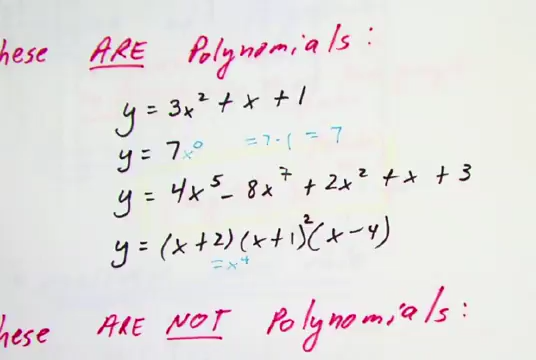 hese ARE Polynomials:
y = 3x² + x + 1
y = 7x⁰ = 7·1 = 7
y = 4x⁵ - 8x⁷ + 2x² + x + 3
y = (x+2)(x+1)²(x-4)
= x⁴
hese ARE NOT Polynomials: